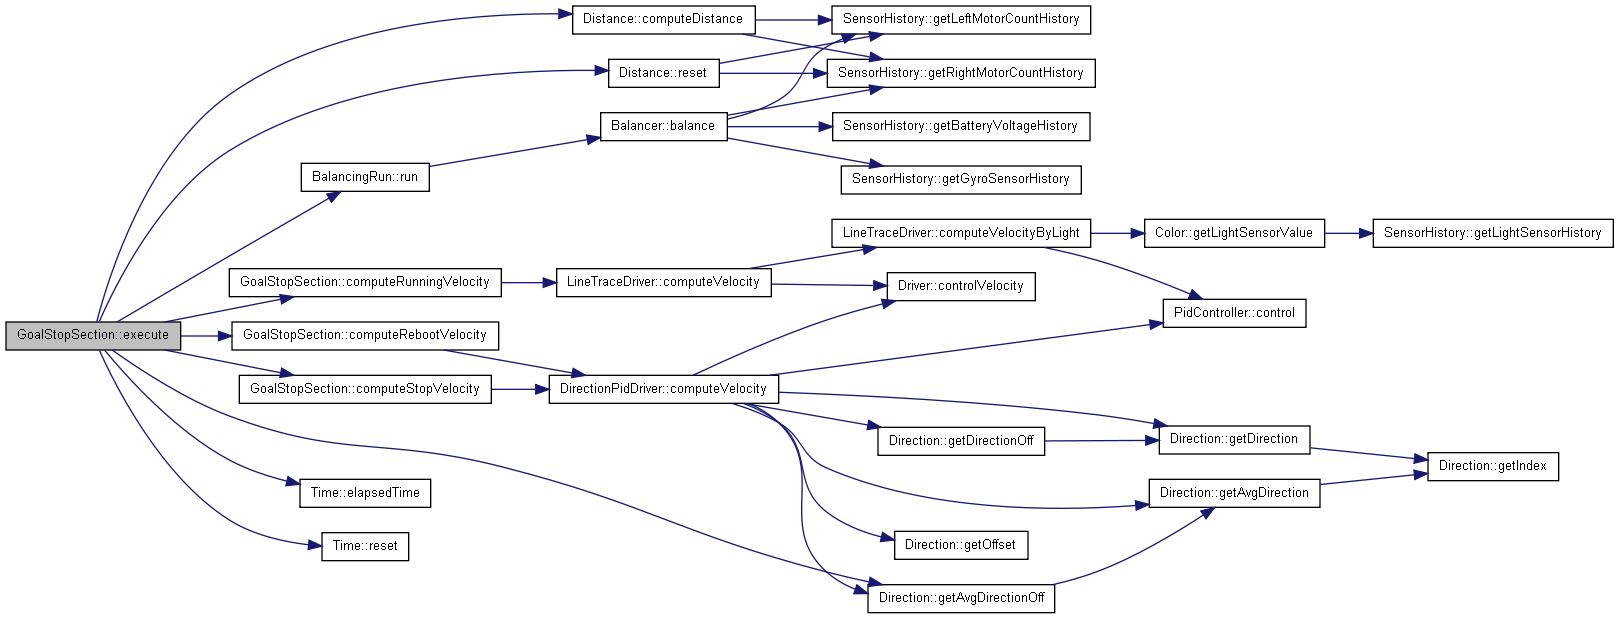 Distance::computeDistance
SensorHistory::getLeftMotorCountHistory
Distance::reset
SensorHistory::getRightMotorCountHistory
Balancer::balance
SensorHistory::getBatteryVoltageHistory
BalancingRun::run
SensorHistory::getGyroSensorHistory
LineTraceDriver::computeVelocityByLight
Color::getLightSensorValue
SensorHistory::getLightSensorHistory
GoalStopSection::computeRunningVelocity
LineTraceDriver::computeVelocity
Driver::controlVelocity
PidController::control
GoalStopSection::execute
GoalStopSection::computeRebootVelocity
GoalStopSection::computeStopVelocity
DirectionPidDriver::computeVelocity
Direction::getDirectionOff
Direction::getDirection
Direction::getIndex
Time::elapsedTime
Direction::getAvgDirection
Time::reset
Direction::getOffset
Direction::getAvgDirectionOff